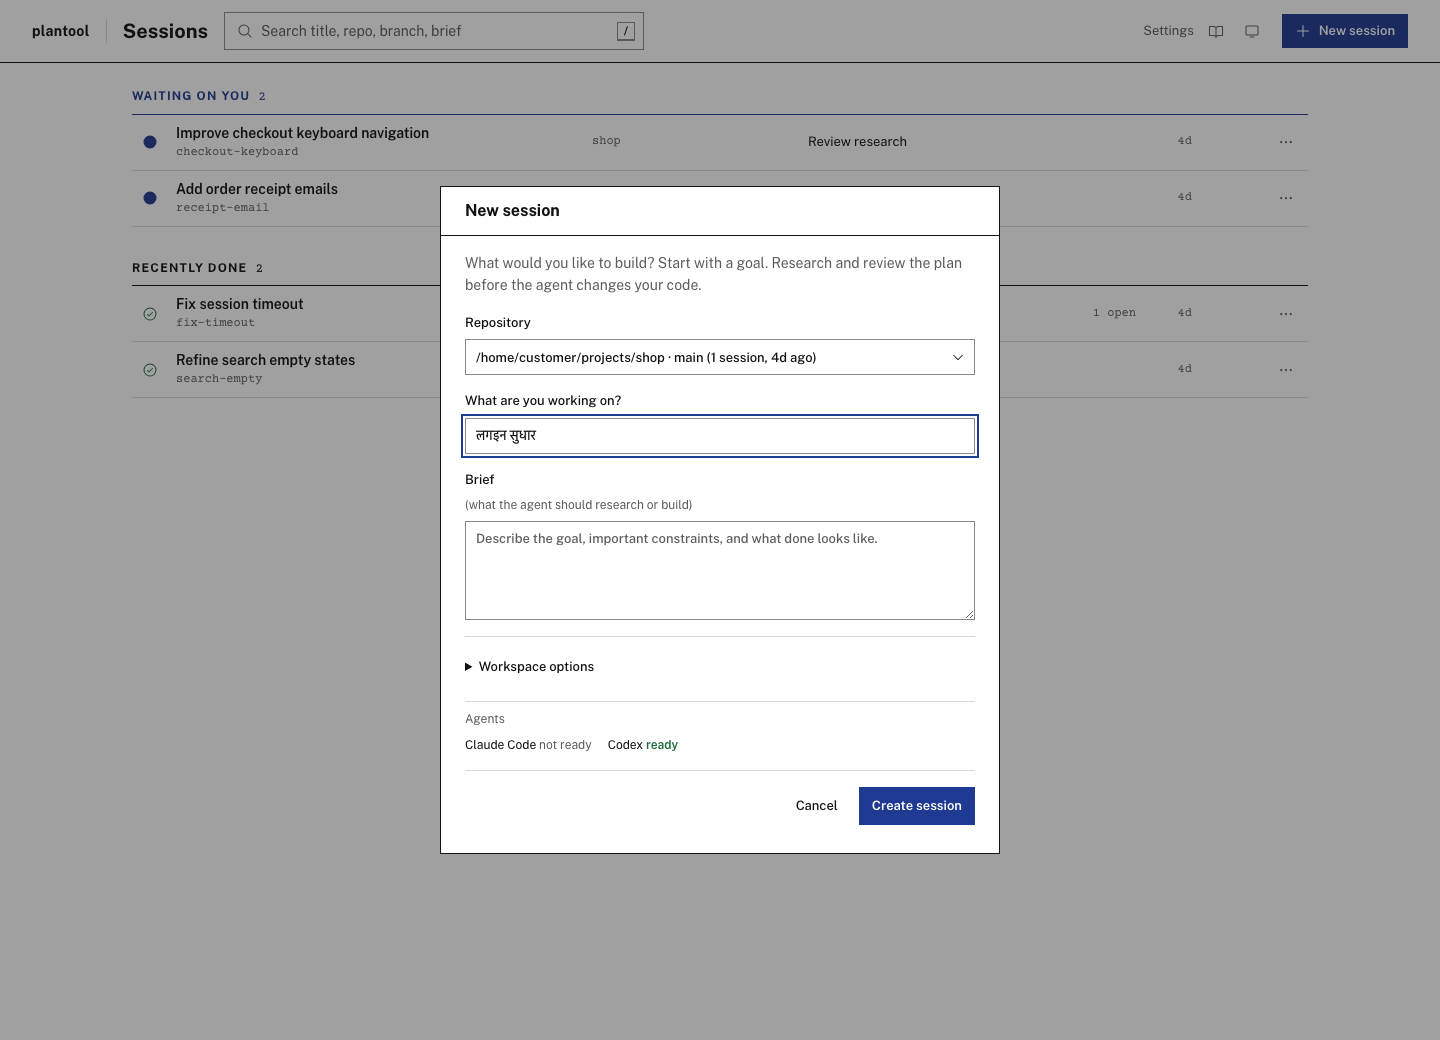 plantool
Sessions
Search title, repo, branch, brief
/
Settings
New session
WAITING ON YOU 2
Improve checkout keyboard navigation
checkout-keyboard
shop
Review research
4d
Add order receipt emails
receipt-email
4d
RECENTLY DONE 2
Fix session timeout
fix-timeout
1 open
4d
Refine search empty states
search-empty
4d
New session
What would you like to build? Start with a goal. Research and review the plan
before the agent changes your code.
Repository
/home/customer/projects/shop · main (1 session, 4d ago)
What are you working on?
लगइन सुधार
Brief
(what the agent should research or build)
Describe the goal, important constraints, and what done looks like.
Workspace options
Agents
Claude Code not ready Codex ready
Cancel
Create session